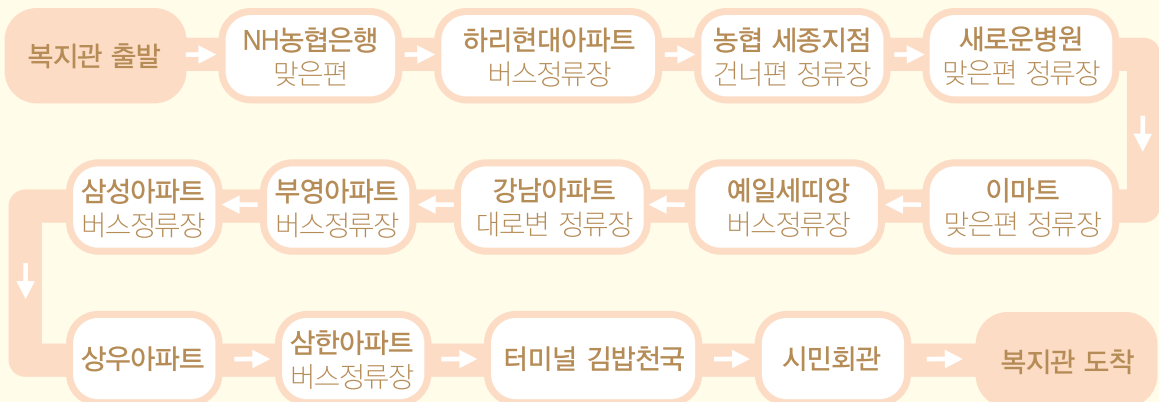 복지관 출발
NH농협은행
맞은편
하리현대아파트
버스정류장
농협 세종지점
건너편 정류장
새로운병원
맞은편 정류장
이마트
맞은편 정류장
예일세띠앙
버스정류장
강남아파트
대로변 정류장
부영아파트
버스정류장
삼성아파트
버스정류장
상우아파트
삼한아파트
버스정류장
터미널 김밥천국
시민회관
복지관 도착